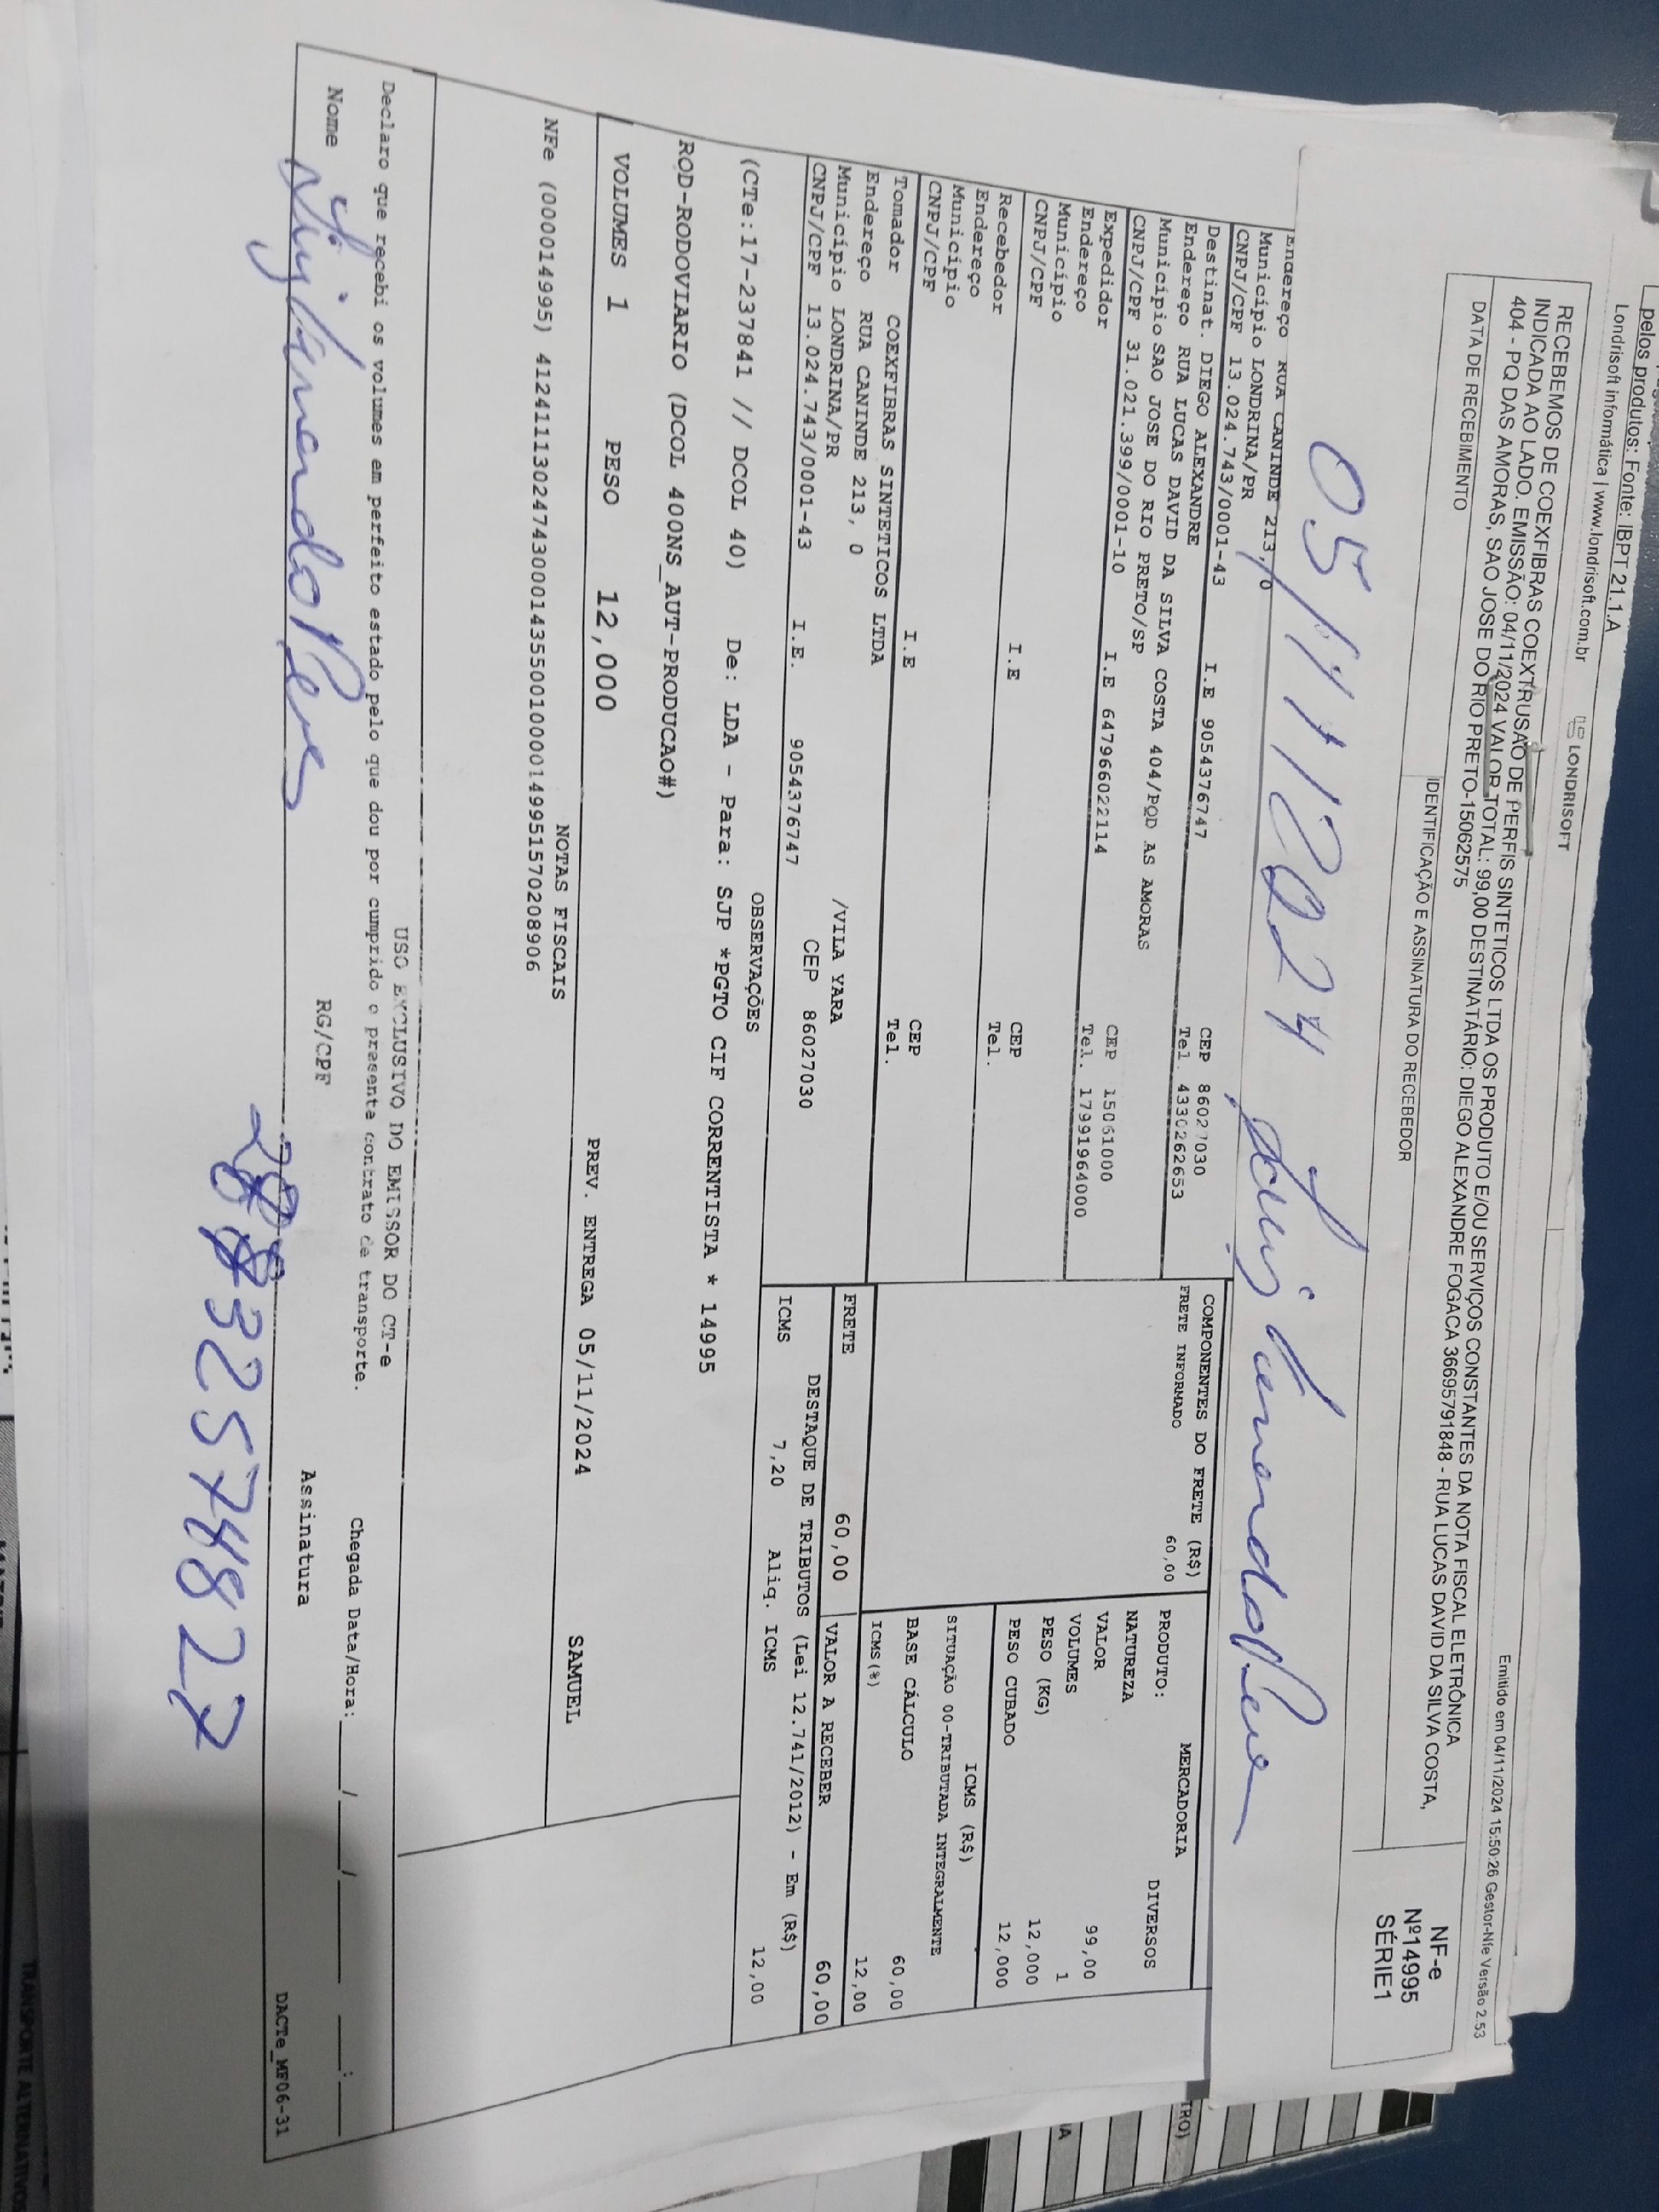 pelos produtos: Fonte: IBPT 21.1.A
Londrisoft informática | www.londrisoft.com.br
LONDRISOFT
Emitido em 04/11/2024 15:50:26 Gestor-Nfe Versão 2.53
RECEBEMOS DE COEXFIBRAS COEXTRUSAO DE PERFIS SINTETICOS LTDA OS PRODUTO E/OU SERVIÇOS CONSTANTES DA NOTA FISCAL ELETRÔNICA
INDICADA AO LADO. EMISSÃO: 04/11/2024 VALOR TOTAL: 99,00 DESTINATÁRIO: DIEGO ALEXANDRE FOGACA 36695791848 - RUA LUCAS DAVID DA SILVA COSTA,
404 - PQ DAS AMORAS, SAO JOSE DO RIO PRETO-15062575
DATA DE RECEBIMENTO
IDENTIFICAÇÃO E ASSINATURA DO RECEBEDOR
NF-e
Nº14995
SÉRIE1
05/11/2024
Endereço RUA CANINDE 213, 0
Município LONDRINA/PR CEP 86027030
CNPJ/CPF 13.024.743/0001-43 I.E 9054376747 Tel. 4330262653
Destinat. DIEGO ALEXANDRE
Endereço RUA LUCAS DAVID DA SILVA COSTA 404/PQD AS AMORAS
Município SAO JOSE DO RIO PRETO/SP CEP 15061000
CNPJ/CPF 31.021.399/0001-10 I.E 647966022114 Tel. 17991964000
Expedidor
Endereço
Município CEP
CNPJ/CPF I.E Tel.
Recebedor
Endereço
Município CEP
CNPJ/CPF I.E Tel.
Tomador COEXFIBRAS SINTETICOS LTDA
Endereço RUA CANINDE 213, 0 /VILA YARA
Município LONDRINA/PR CEP 86027030
CNPJ/CPF 13.024.743/0001-43 I.E. 9054376747
COMPONENTES DO FRETE (R$)
FRETE INFORMADO 60,00
MERCADORIA
PRODUTO: DIVERSOS
NATUREZA
VALOR 99,00
VOLUMES 1
PESO (KG) 12,000
PESO CUBADO 12,000
ICMS (R$)
SITUAÇÃO 00-TRIBUTADA INTEGRALMENTE
BASE CÁLCULO 60,00
ICMS(%) 12,00
FRETE 60,00 VALOR A RECEBER 60,00
DESTAQUE DE TRIBUTOS (Lei 12.741/2012) - Em (R$)
ICMS 7,20 Aliq. ICMS 12,00
OBSERVAÇÕES
(CTe:17-237841 // DCOL 40) De: LDA - Para: SJP *PGTO CIF CORRENTISTA * 14995
ROD-RODOVIARIO (DCOL 400NS_AUT-PRODUCAO#)
VOLUMES 1 PESO 12,000 PREV. ENTREGA 05/11/2024 SAMUEL
NOTAS FISCAIS
NFe (000014995) 41241113024743000143550010000149951570208906
USO EXCLUSIVO DO EMISSOR DO CT-e
Declaro que recebi os volumes em perfeito estado pelo que dou por cumprido o presente contrato de transporte.
Chegada Data/Hora: ___/___/____ __:__
Nome RG/CPF Assinatura
DACTe_MF06-31
TRANSPORTE ALTERNATIVOS